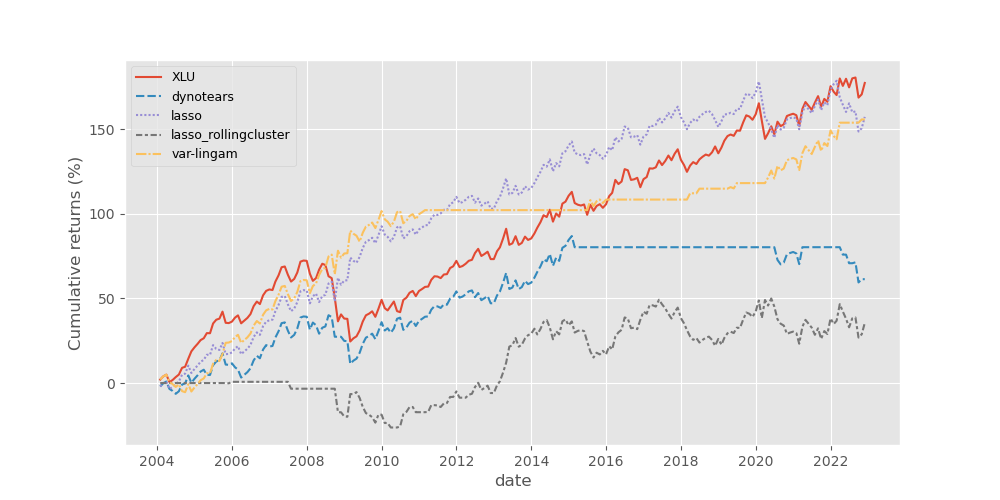 XLU
dynotears
lasso
lasso_rollingcluster
var-lingam
Cumulative returns (%)
150
100
50
0
2004 2006 2008 2010 2012 2014 2016 2018 2020 2022
date